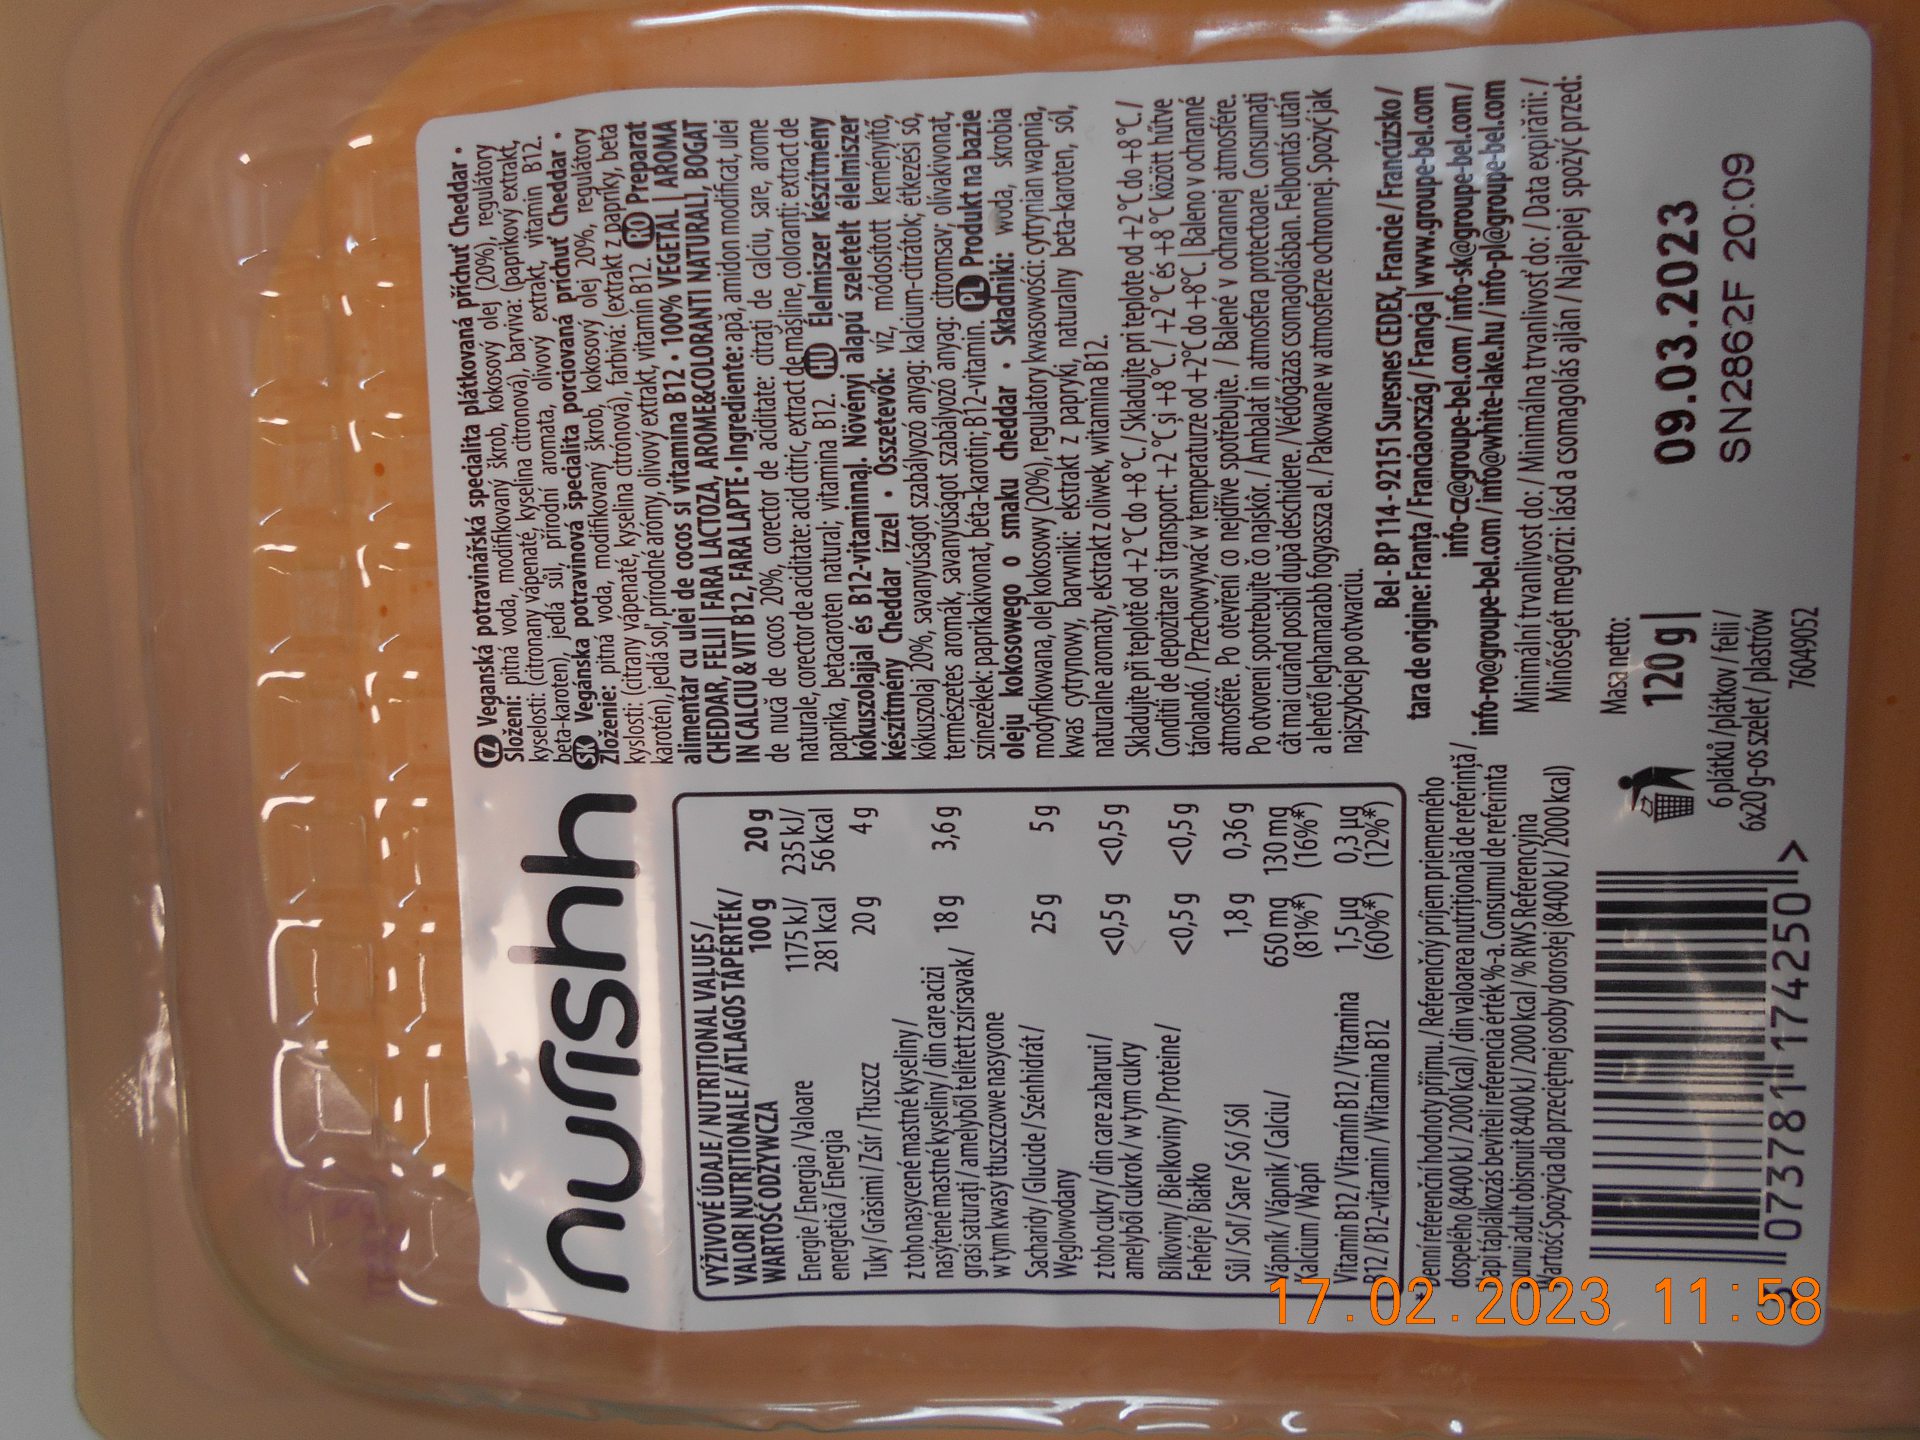 nurishh
VÝŽIVOVÉ ÚDAJE / NUTRITIONAL VALUES /
VALORI NUTRIȚIONALE / ÁTLAGOS TÁPÉRTÉK /
WARTOŚĆ ODŻYWCZA 100 g 20 g
Energie / Energia / Valoare 1175 kJ/ 235 kJ/
energetică / Energia 281 kcal 56 kcal
Tuky / Grăsimi / Zsír / Tłuszcz 20 g 4 g
z toho nasycené mastné kyseliny /
nasýtené mastné kyseliny / din care acizi 18 g 3,6 g
grași saturați / amelyből telített zsírsavak /
w tym kwasy tłuszczowe nasycone
Sacharidy / Glucide / Szénhidrát / 25 g 5 g
Węglowodany
z toho cukry / din care zaharuri / <0,5 g <0,5 g
amelyből cukrok / w tym cukry
Bílkoviny / Bielkoviny / Proteine / <0,5 g <0,5 g
Fehérje / Białko
Sůl / Soľ / Sare / Só / Sól 1,8 g 0,36 g
Vápník / Vápnik / Calciu / 650 mg 130 mg
Kalcium / Wapń (81%*) (16%*)
Vitamin B12 / Vitamín B12 / Vitamina 1,5 µg 0,3 µg
B12 / B12-vitamin / Witamina B12 (60%*) (12%*)
*Denní referenční hodnoty příjmu. / Referenčný príjem priemerného
dospelého (8400 kJ / 2000 kcal) / din valoarea nutrițională de referință /
Napi táplálkozás beviteli referencia érték %-a. Consumul de referința
unui adult obisnuit 8400 kJ / 2000 kcal / % RWS Referencyjna
Wartość Spożycia dla przeciętnej osoby dorosłej (8400 kJ / 2000 kcal)
CZ Veganská potravinářská specialita plátkovaná příchuť Cheddar •
Složení: pitná voda, modifikovaný škrob, kokosový olej (20%), regulátory
kyselosti: (citronany vápenaté, kyselina citronová), barviva: (paprikový extrakt,
beta-karoten), jedlá sůl, přírodní aromata, olivový extrakt, vitamin B12.
SK Vegánska potravinová špecialita porciovaná príchuť Cheddar •
Zloženie: pitná voda, modifikovaný škrob, kokosový olej 20%, regulátory
kyslosti: (citrany vápenaté, kyselina citrónová), farbivá: (extrakt z papriky, beta
karotén), jedlá soľ, prírodné arómy, olivový extrakt, vitamín B12. RO Preparat
alimentar cu ulei de cocos si vitamina B12 • 100% VEGETAL | AROMA
CHEDDAR, FELII | FARA LACTOZA, AROME&COLORANTI NATURALI, BOGAT
IN CALCIU & VIT B12, FARA LAPTE • Ingrediente: apă, amidon modificat, ulei
de nucă de cocos 20%, corector de aciditate: citrați de calciu, sare, arome
naturale, corector de aciditate: acid citric, extract de măsline, coloranți: extract de
paprika, betacaroten natural; vitamina B12. HU Élelmiszer készítmény
kókuszolajjal és B12-vitaminnal. Növényi alapú szeletelt élelmiszer
készítmény Cheddar ízzel • Összetevők: víz, módosított keményítő,
kókuszolaj 20%, savanyúságot szabályozó anyag: kalcium-citrátok; étkezési só,
természetes aromák, savanyúságot szabályozó anyag: citromsav; olivakivonat,
színezékek: paprikakivonat, béta-karotin; B12-vitamin. PL Produkt na bazie
oleju kokosowego o smaku cheddar • Składniki: woda, skrobia
modyfikowana, olej kokosowy (20%), regulatory kwasowości: cytrynian wapnia,
kwas cytrynowy, barwniki: ekstrakt z papryki, naturalny beta-karoten, sól,
naturalne aromaty, ekstrakt z oliwek, witamina B12.
Skladujte při teplotě od +2 °C do +8 °C. / Skladujte pri teplote od +2 °C do +8 °C. /
Conditii de depozitare si transport: +2 °C și +8 °C. / +2 °C és +8 °C között hűtve
tárolandó. / Przechowywać w temperaturze od +2°C do +8°C. | Baleno v ochranné
atmosféře. Po otevření co nejdříve spotřebujte. / Balené v ochrannej atmosfére.
Po otvorení spotrebujte čo najskôr. / Ambalat in atmosfera protectoare. Consumați
cât mai curând posibil după deschidere. / Védőgázas csomagolásban. Felbontás után
a lehető leghamarabb fogyassza el. / Pakowane w atmosferze ochronnej. Spożyć jak
najszybciej po otwarciu.
Bel - BP 114 - 92151 Suresnes CEDEX, Francie / Francúzsko /
tara de origine: Franta / Franciaország / Francja | www.groupe-bel.com
info-cz@groupe-bel.com / info-sk@groupe-bel.com /
info-ro@groupe-bel.com / info@white-lake.hu / info-pl@groupe-bel.com
Minimální trvanlivost do: / Minimálna trvanlivosť do: / Data expirării: /
Minőségét megőrzi: lásd a csomagolás alján / Najlepiej spożyć przed:
Masa netto:
120 g
09.03.2023
SN2862F 20:09
6 plátků / plátkov / felii /
6x20 g-os szelet / plastrów
76049052
5 073781 174250 >
17.02.2023 11:58